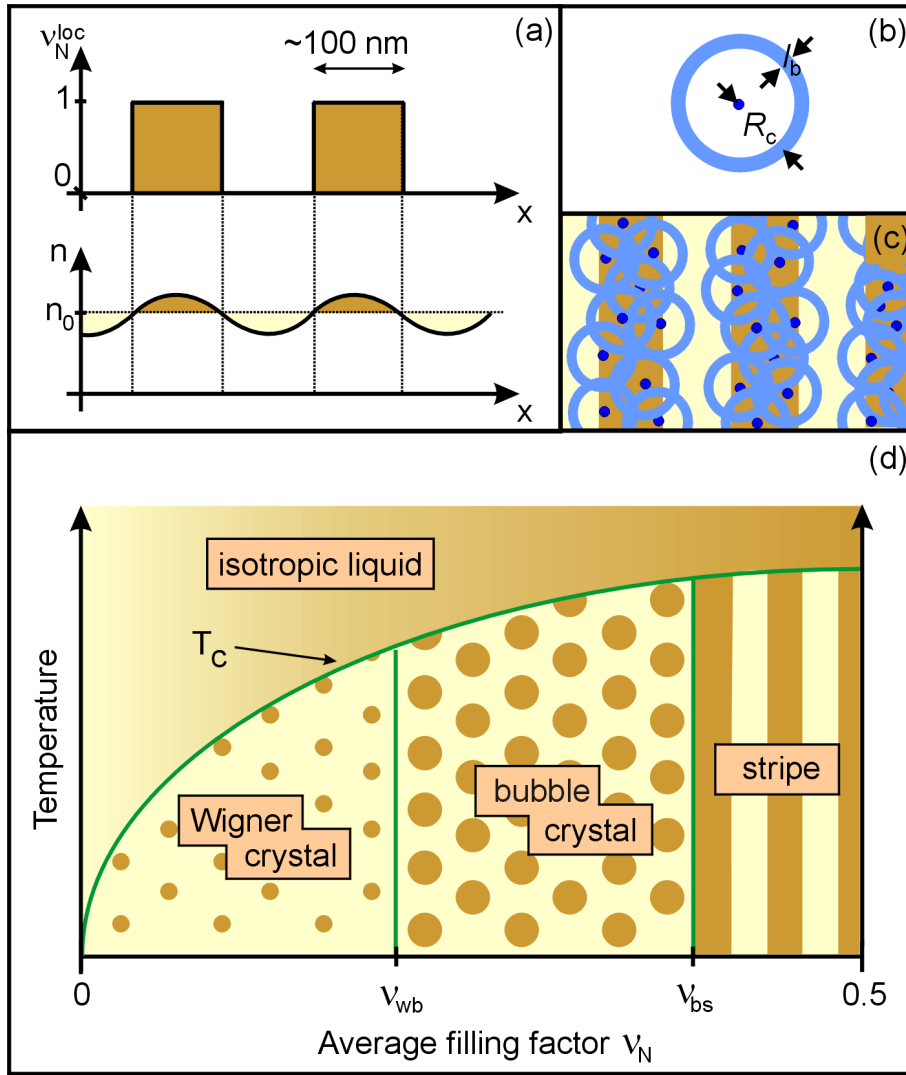 ν_N^loc
(a)
~100 nm
1
0
x
n
n₀
x
(b)
l_b
R_c
(c)
(d)
isotropic liquid
T_C
Temperature
Wigner
crystal
bubble
crystal
stripe
0
ν_wb
ν_bs
0.5
Average filling factor ν_N